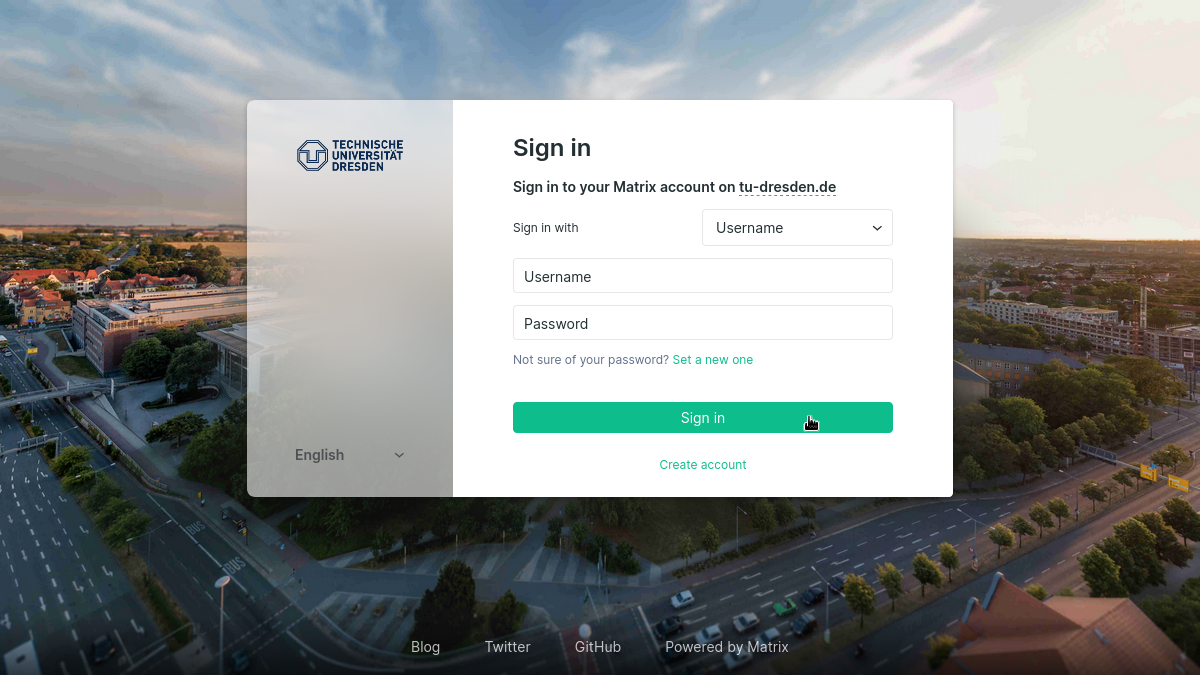 TECHNISCHE
UNIVERSITÄT
DRESDEN
English
Sign in
Sign in to your Matrix account on tu-dresden.de
Sign in with
Username
Username
Password
Not sure of your password? Set a new one
Sign in
Create account
BUS
BUS
Blog
Twitter
GitHub
Powered by Matrix